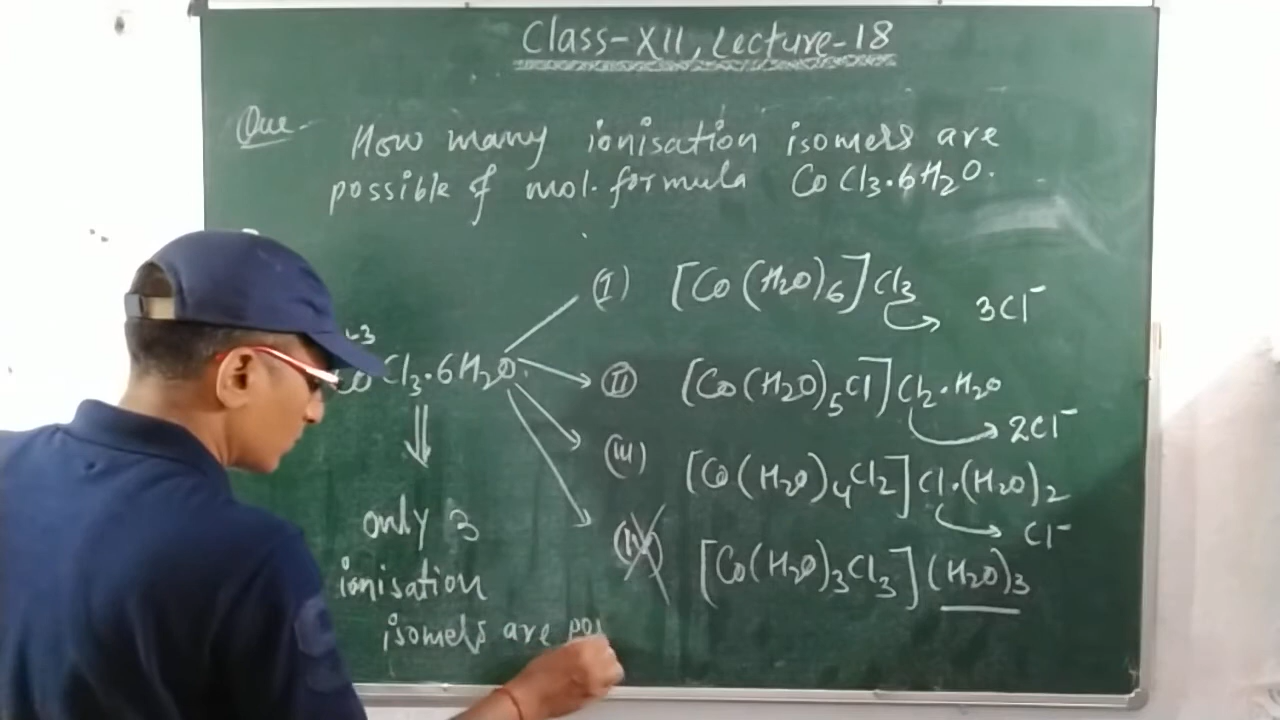 Class-XII, Lecture-18
Que- How many ionisation isomers are
possible of mol. formula CoCl3.6H2O.
(I) [Co(H2O)6]Cl3
3Cl-
CoCl3.6H2O
(II) [Co(H2O)5Cl]Cl2.H2O
2Cl-
(III) [Co(H2O)4Cl2]Cl.(H2O)2
Cl-
(IV) [Co(H2O)3Cl3](H2O)3
only 3
ionisation
isomers are pos